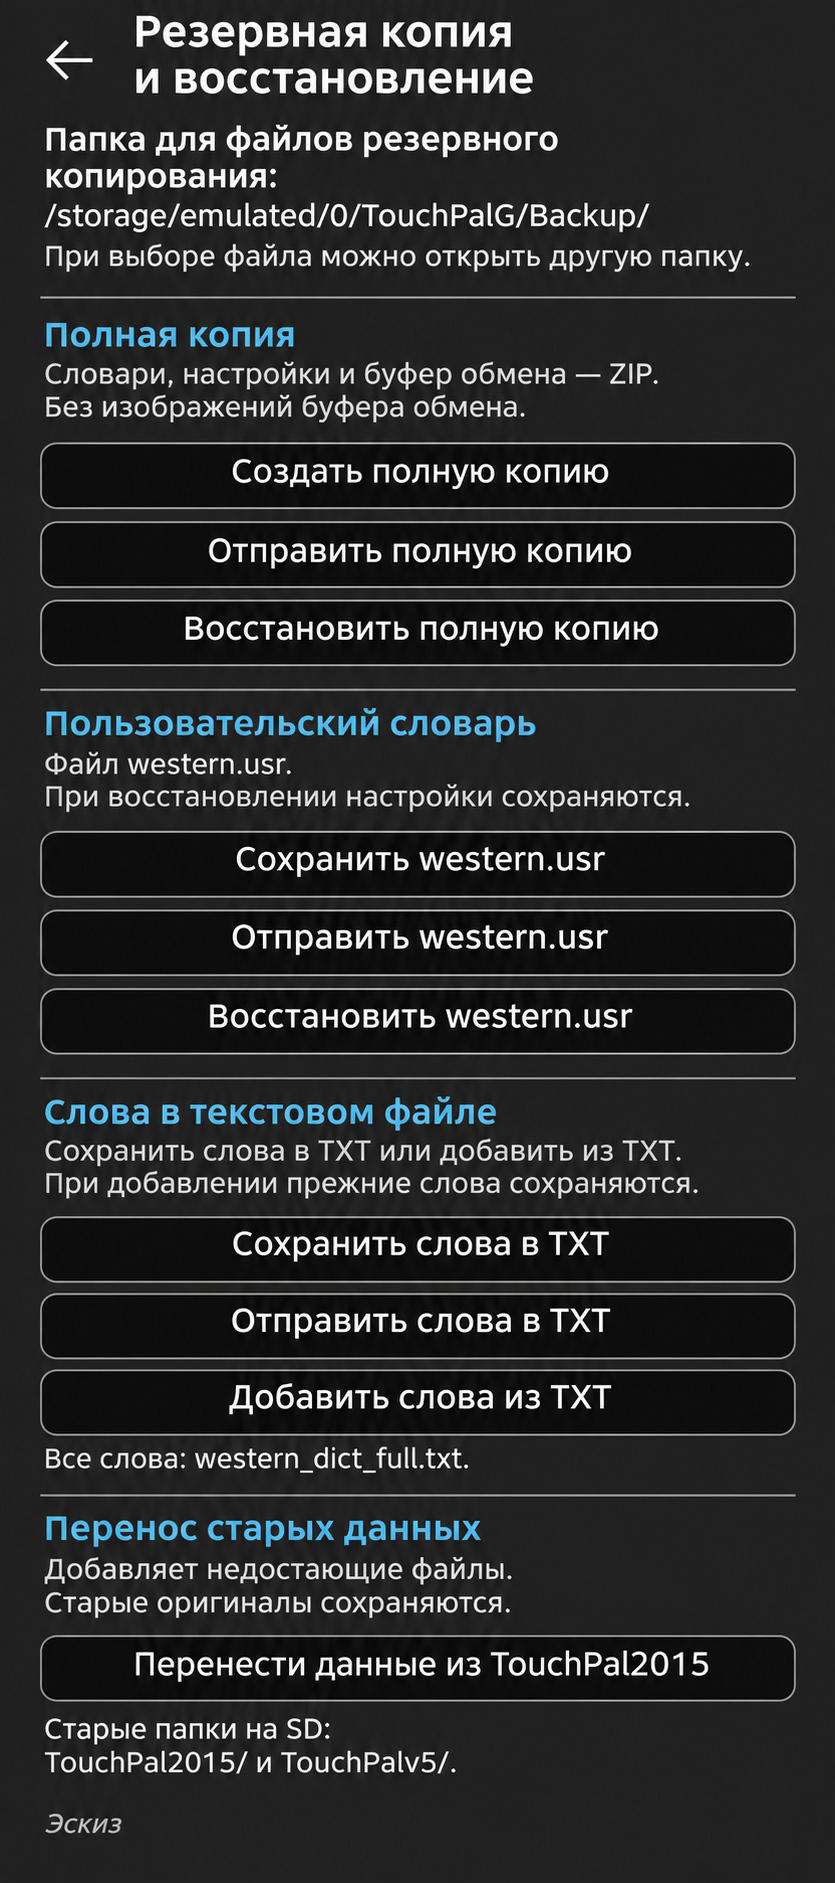 Резервная копия
и восстановление
Папка для файлов резервного
копирования:
/storage/emulated/0/TouchPalG/Backup/
При выборе файла можно открыть другую папку.
Полная копия
Словари, настройки и буфер обмена — ZIP.
Без изображений буфера обмена.
Создать полную копию
Отправить полную копию
Восстановить полную копию
Пользовательский словарь
Файл western.usr.
При восстановлении настройки сохраняются.
Сохранить western.usr
Отправить western.usr
Восстановить western.usr
Слова в текстовом файле
Сохранить слова в TXT или добавить из TXT.
При добавлении прежние слова сохраняются.
Сохранить слова в TXT
Отправить слова в TXT
Добавить слова из TXT
Все слова: western_dict_full.txt.
Перенос старых данных
Добавляет недостающие файлы.
Старые оригиналы сохраняются.
Перенести данные из TouchPal2015
Старые папки на SD:
TouchPal2015/ и TouchPalv5/.
Эскиз